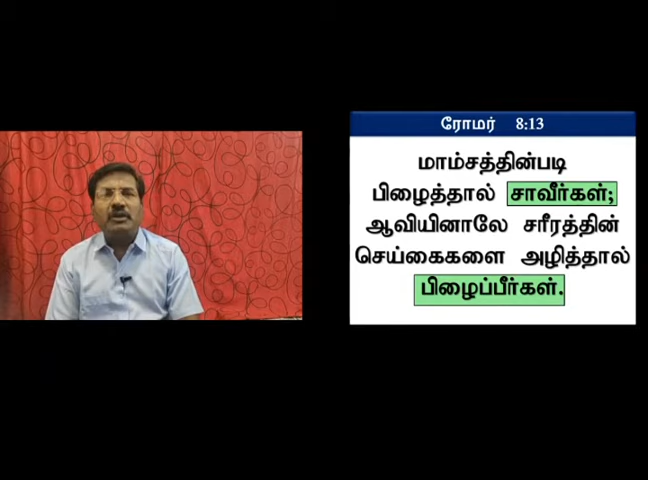 ரோமர் 8:13
மாம்சத்தின்படி
பிழைத்தால் சாவீர்கள்;
ஆவியினாலே சரீரத்தின்
செய்கைகளை அழித்தால்
பிழைப்பீர்கள்.